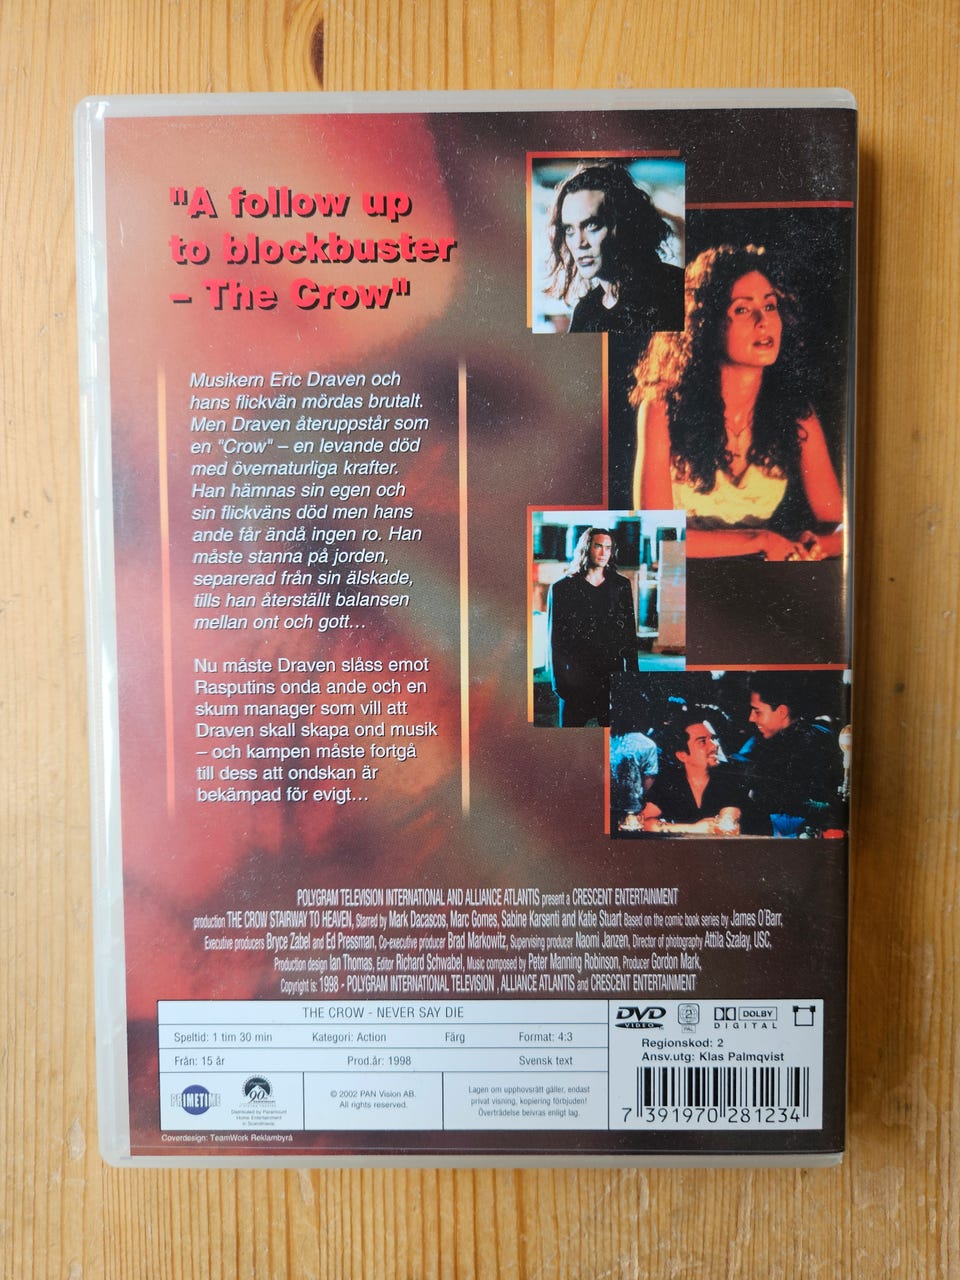 "A follow up
to blockbuster
– The Crow"
Musikern Eric Draven och
hans flickvän mördas brutalt.
Men Draven återuppstår som
en "Crow" – en levande död
med övernaturliga krafter.
Han hämnas sin egen och
sin flickväns död men hans
ande får ändå ingen ro. Han
måste stanna på jorden,
separerad från sin älskade,
tills han återställt balansen
mellan ont och gott...
Nu måste Draven slåss emot
Rasputins onda ande och en
skum manager som vill att
Draven skall skapa ond musik
– och kampen måste fortgå
till dess att ondskan är
bekämpad för evigt...
POLYGRAM TELEVISION INTERNATIONAL AND ALLIANCE ATLANTIS present a CRESCENT ENTERTAINMENT
production THE CROW STAIRWAY TO HEAVEN, Starred by Mark Dacascos, Marc Gomes, Sabine Karsenti and Katie Stuart Based on the comic book series by James O'Barr,
Executive producers Bryce Zabel and Ed Pressman, Co-executive producer Brad Markowitz, Supervising producer Naomi Janzen, Director of photography Attila Szalay, USC,
Production design Ian Thomas, Editor Richard Schwabel, Music composed by Peter Manning Robinson, Producer Gordon Mark,
Copyright is: 1998 - POLYGRAM TELEVISION INTERNATIONAL , ALLIANCE ATLANTIS and CRESCENT ENTERTAINMENT
THE CROW - NEVER SAY DIE
Speltid: 1 tim 30 min Kategori: Action Färg Format: 4:3
Från: 15 år Prod.år: 1998 Svensk text
DVD VIDEO 2 PAL DOLBY DIGITAL
Regionskod: 2
Ansv.utg: Klas Palmqvist
PRIMETIME
Paramount 90
Distributed by Paramount
Home Entertainment
in Scandinavia
© 2002 PAN Vision AB.
All rights reserved.
Lagen om upphovsrätt gäller, endast
privat visning, kopiering förbjuden!
Överträdelse beivras enligt lag.
7 391970 281234
Coverdesign: TeamWork Reklambyrå